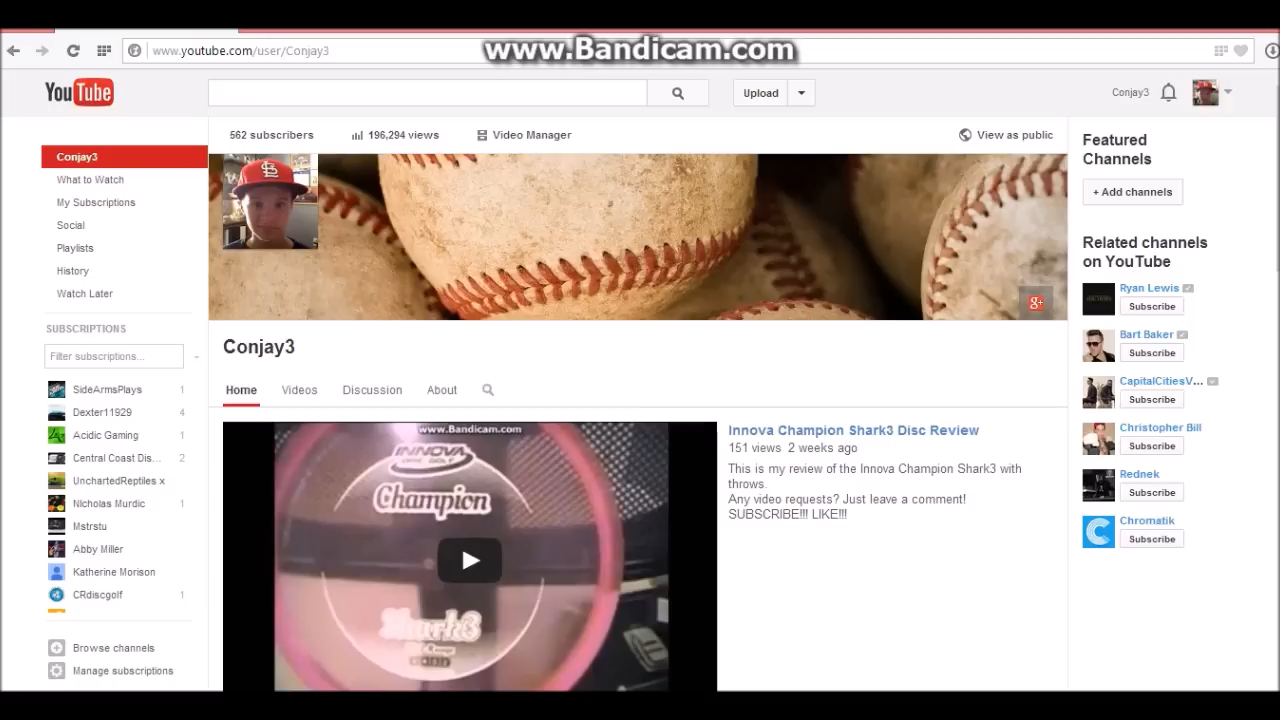 www.youtube.com/user/Conjay3
www.Bandicam.com
YouTube
Upload
Conjay3
562 subscribers
196,294 views
Video Manager
View as public
Conjay3
What to Watch
My Subscriptions
Social
Playlists
History
Watch Later
SUBSCRIPTIONS
Filter subscriptions...
SideArmsPlays 1
Dexter11929 4
Acidic Gaming 1
Central Coast Dis... 2
UnchartedReptiles x
Nicholas Murdic 1
Mstrstu
Abby Miller
Katherine Morison
CRdiscgolf 1
Browse channels
Manage subscriptions
g+
Conjay3
Home Videos Discussion About
www.Bandicam.com
INNOVA
DISC GOLF
Champion
Shark3
Innova Champion Shark3 Disc Review
151 views 2 weeks ago
This is my review of the Innova Champion Shark3 with
throws.
Any video requests? Just leave a comment!
SUBSCRIBE!!! LIKE!!!
Featured
Channels
+ Add channels
Related channels
on YouTube
Ryan Lewis
Subscribe
Bart Baker
Subscribe
CapitalCitiesV...
Subscribe
Christopher Bill
Subscribe
Rednek
Subscribe
Chromatik
Subscribe